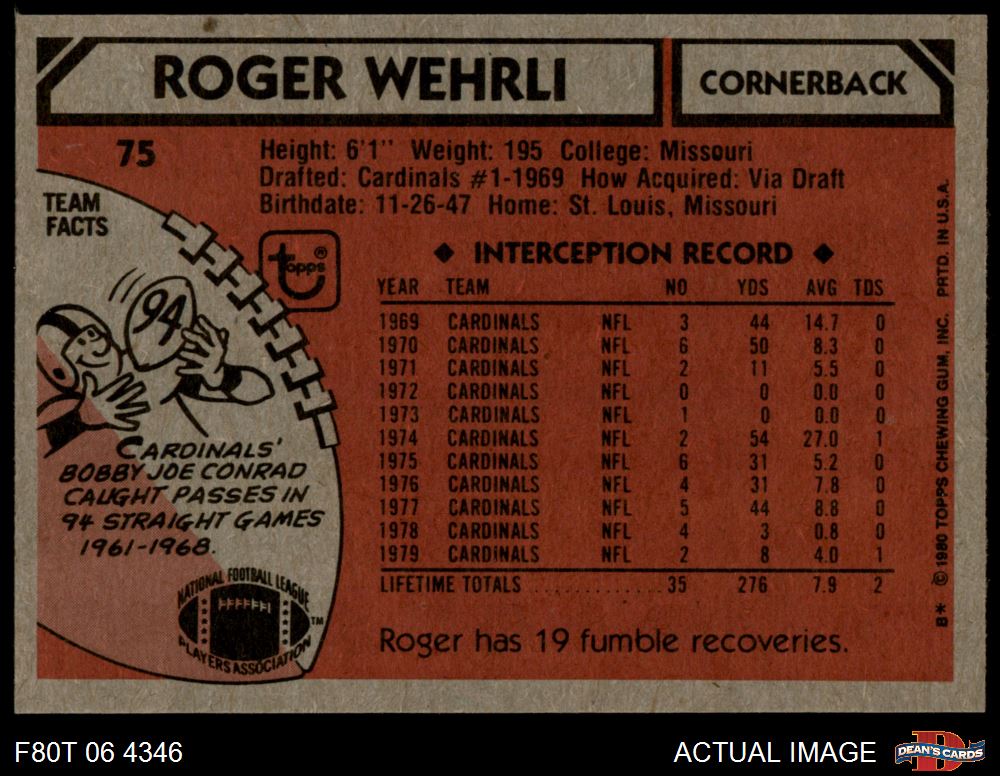 ROGER WEHRLI
CORNERBACK
75
Height: 6'1" Weight: 195 College: Missouri
Drafted: Cardinals #1-1969 How Acquired: Via Draft
Birthdate: 11-26-47 Home: St. Louis, Missouri
TEAM
FACTS
topps®
94
CARDINALS'
BOBBY JOE CONRAD
CAUGHT PASSES IN
94 STRAIGHT GAMES
1961-1968.
NATIONAL FOOTBALL LEAGUE
PLAYERS ASSOCIATION
TM
◆ INTERCEPTION RECORD ◆
YEAR TEAM NO YDS AVG TDS
1969 CARDINALS NFL 3 44 14.7 0
1970 CARDINALS NFL 6 50 8.3 0
1971 CARDINALS NFL 2 11 5.5 0
1972 CARDINALS NFL 0 0 0.0 0
1973 CARDINALS NFL 1 0 0.0 0
1974 CARDINALS NFL 2 54 27.0 1
1975 CARDINALS NFL 6 31 5.2 0
1976 CARDINALS NFL 4 31 7.8 0
1977 CARDINALS NFL 5 44 8.8 0
1978 CARDINALS NFL 4 3 0.8 0
1979 CARDINALS NFL 2 8 4.0 1
LIFETIME TOTALS ............. 35 276 7.9 2
Roger has 19 fumble recoveries.
B* © 1980 TOPPS CHEWING GUM, INC. PRTD. IN U.S.A.
F80T 06 4346
ACTUAL IMAGE
D
DEAN'S CARDS